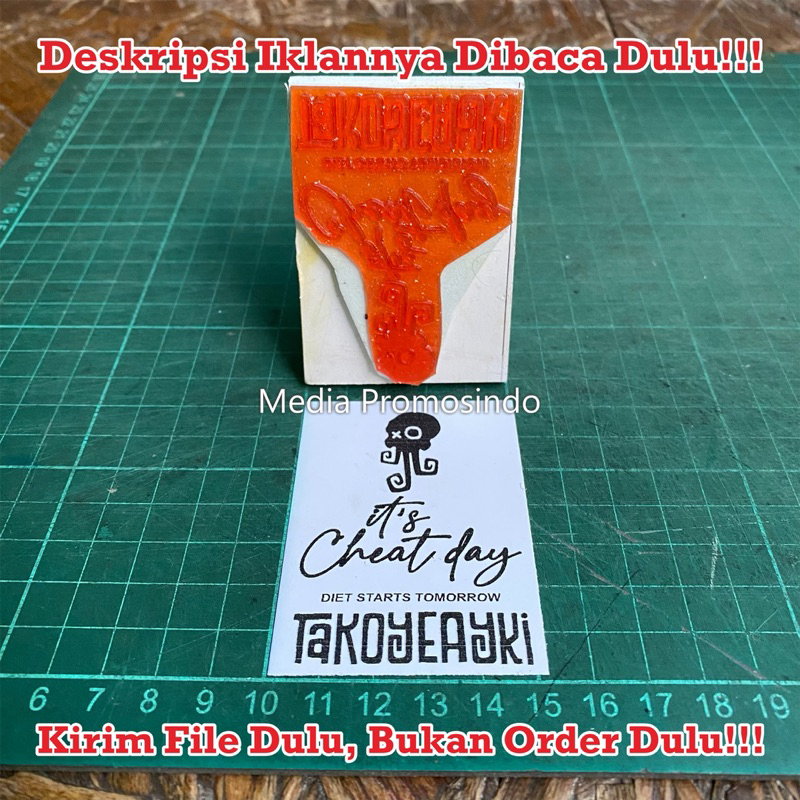 Deskripsi Iklannya Dibaca Dulu!!!
Media Promosindo
it's
Cheat day
DIET STARTS TOMORROW
TaKOYEAYKi
6 7 8 9 10 11 12 13 14 15 16 17 18 19
Kirim File Dulu, Bukan Order Dulu!!!